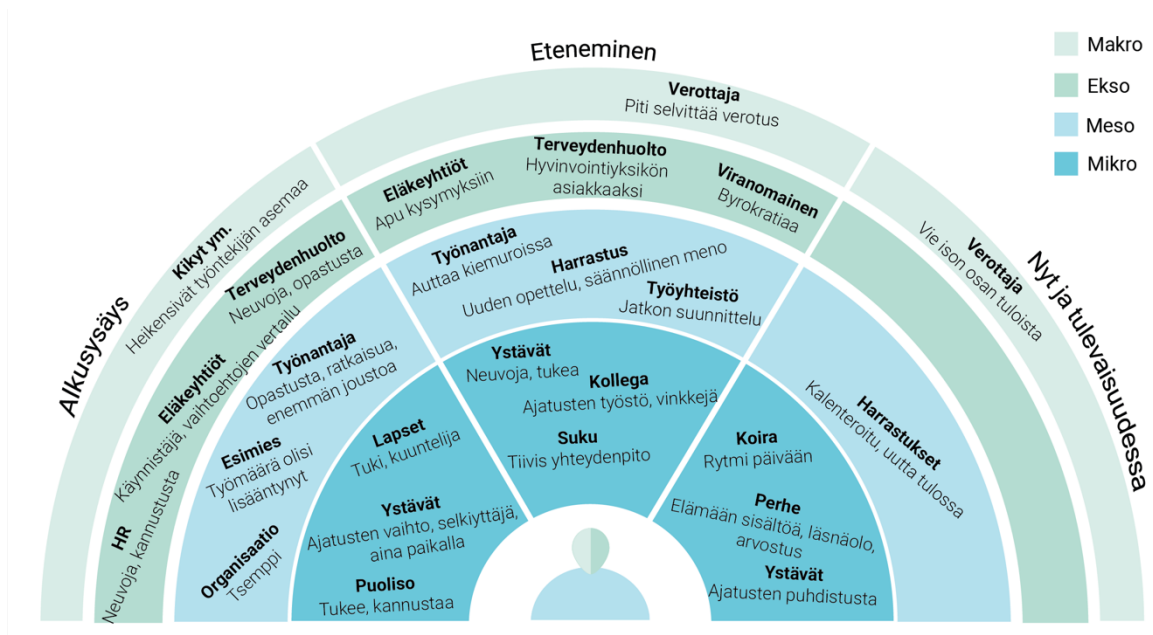 Eteneminen
Alkusysäys
Nyt ja tulevaisuudessa
Makro
Ekso
Meso
Mikro
Kikyt ym.
Heikensivät työntekijän asemaa
Terveydenhuolto
Neuvoja, opastusta
Eläkeyhtiöt
Käynnistäjä, vaihtoehtojen vertailu
HR
Neuvoja, kannustusta
Työnantaja
Opastusta, ratkaisua,
enemmän joustoa
Esimies
Työmäärä olisi
lisääntynyt
Organisaatio
Tsemppi
Lapset
Tuki, kuuntelija
Ystävät
Ajatusten vaihto, selkiyttäjä,
aina paikalla
Puoliso
Tukee, kannustaa
Verottaja
Piti selvittää verotus
Eläkeyhtiöt
Apu kysymyksiin
Terveydenhuolto
Hyvinvointiyksikön
asiakkaaksi
Viranomainen
Byrokratiaa
Työnantaja
Auttaa kiemuroissa
Harrastus
Uuden opettelu, säännöllinen meno
Työyhteistö
Jatkon suunnittelu
Ystävät
Neuvoja, tukea
Kollega
Ajatusten työstö, vinkkejä
Suku
Tiivis yhteydenpito
Verottaja
Vie ison osan tuloista
Harrastukset
Kalenteroitu, uutta tulossa
Koira
Rytmi päivään
Perhe
Elämään sisältöä, läsnäolo,
arvostus
Ystävät
Ajatusten puhdistusta